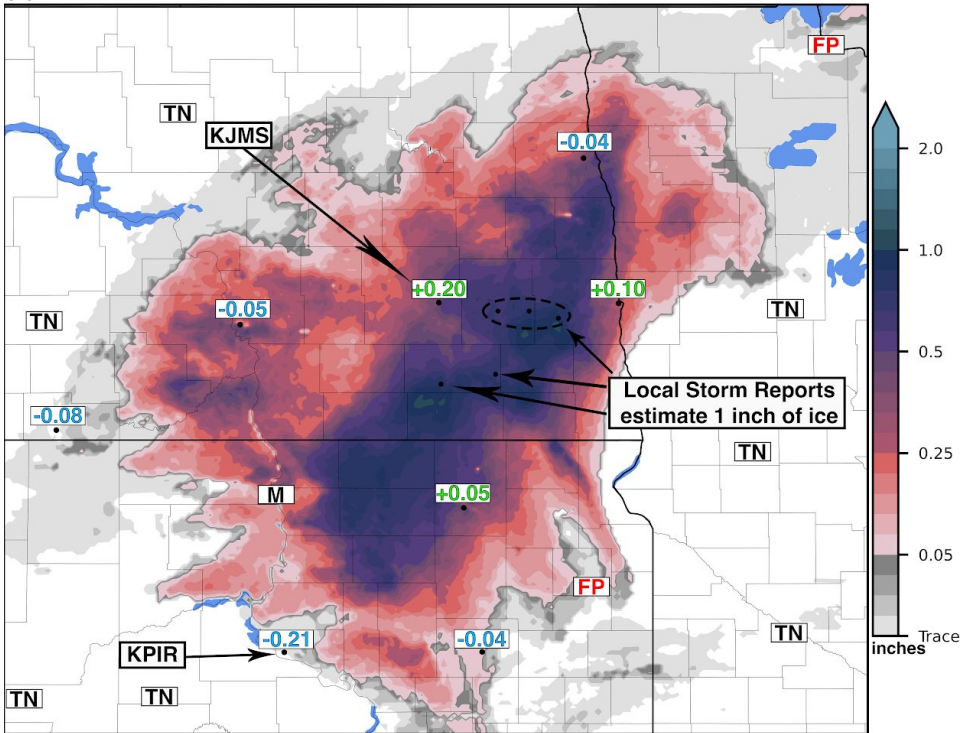 FP
TN
KJMS
-0.04
+0.20
+0.10
-0.05
TN
TN
Local Storm Reports
estimate 1 inch of ice
-0.08
TN
M
+0.05
FP
KPIR
-0.21
-0.04
TN
TN
TN
2.0
1.0
0.5
0.25
0.05
Trace
inches